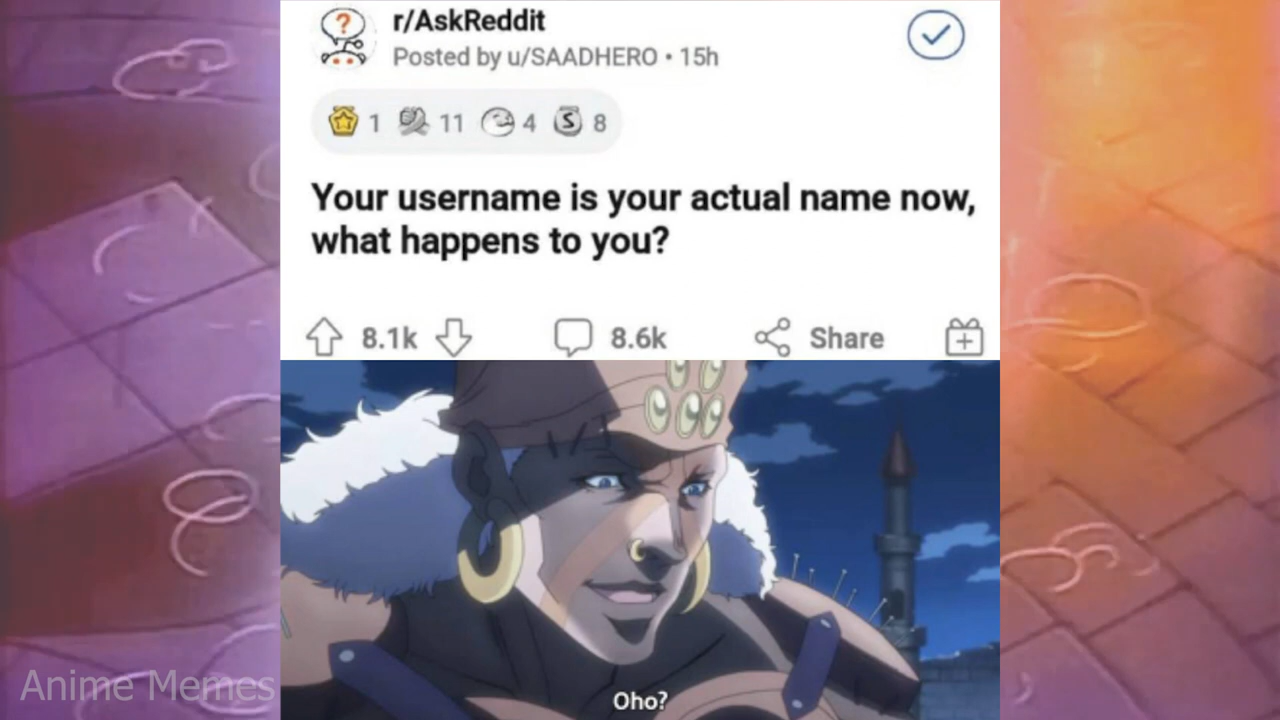 r/AskReddit
Posted by u/SAADHERO • 15h
1 11 4 S 8
Your username is your actual name now,
what happens to you?
8.1k 8.6k Share
Oho?
Anime Memes